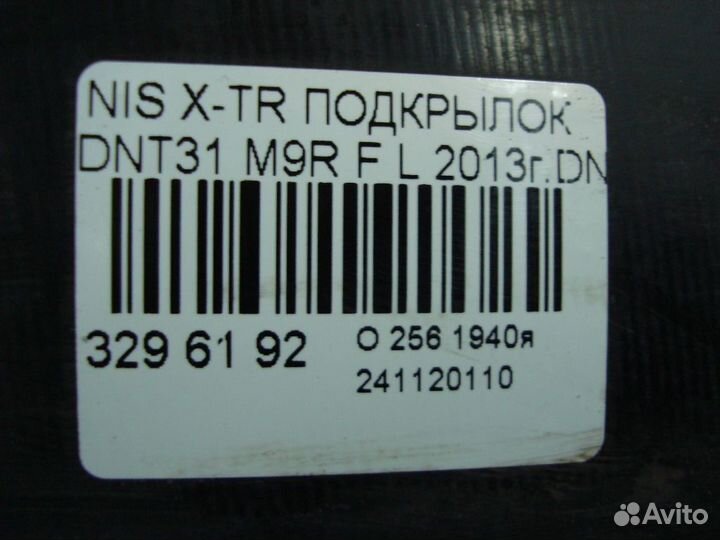 NIS X-TR ПОДКРЫЛОК
DNT31 M9R F L 2013г.DN
329 61 92
О 256 1940я
241120110
Avito